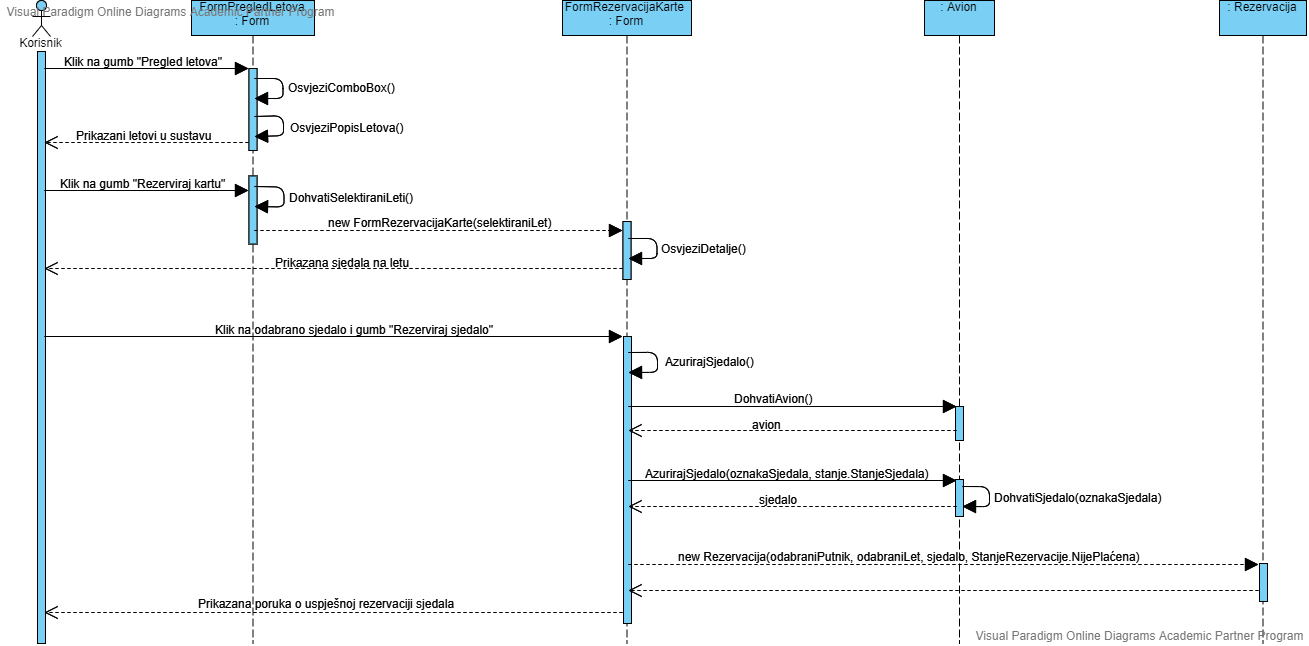 Visual Paradigm Online Diagrams Academic Partner Program
FormPregledLetova
: Form
FormRezervacijaKarte
: Form
: Avion
: Rezervacija
Korisnik
Klik na gumb "Pregled letova"
OsvjeziComboBox()
OsvjeziPopisLetova()
Prikazani letovi u sustavu
Klik na gumb "Rezerviraj kartu"
DohvatiSelektiraniLeti()
new FormRezervacijaKarte(selektiraniLet)
OsvjeziDetalje()
Prikazana sjedala na letu
Klik na odabrano sjedalo i gumb "Rezerviraj sjedalo"
AzurirajSjedalo()
DohvatiAvion()
avion
AzurirajSjedalo(oznakaSjedala, stanje.StanjeSjedala)
sjedalo
DohvatiSjedalo(oznakaSjedala)
new Rezervacija(odabraniPutnik, odabraniLet, sjedalo, StanjeRezervacije.NijePlaćena)
Prikazana poruka o uspješnoj rezervaciji sjedala
Visual Paradigm Online Diagrams Academic Partner Program